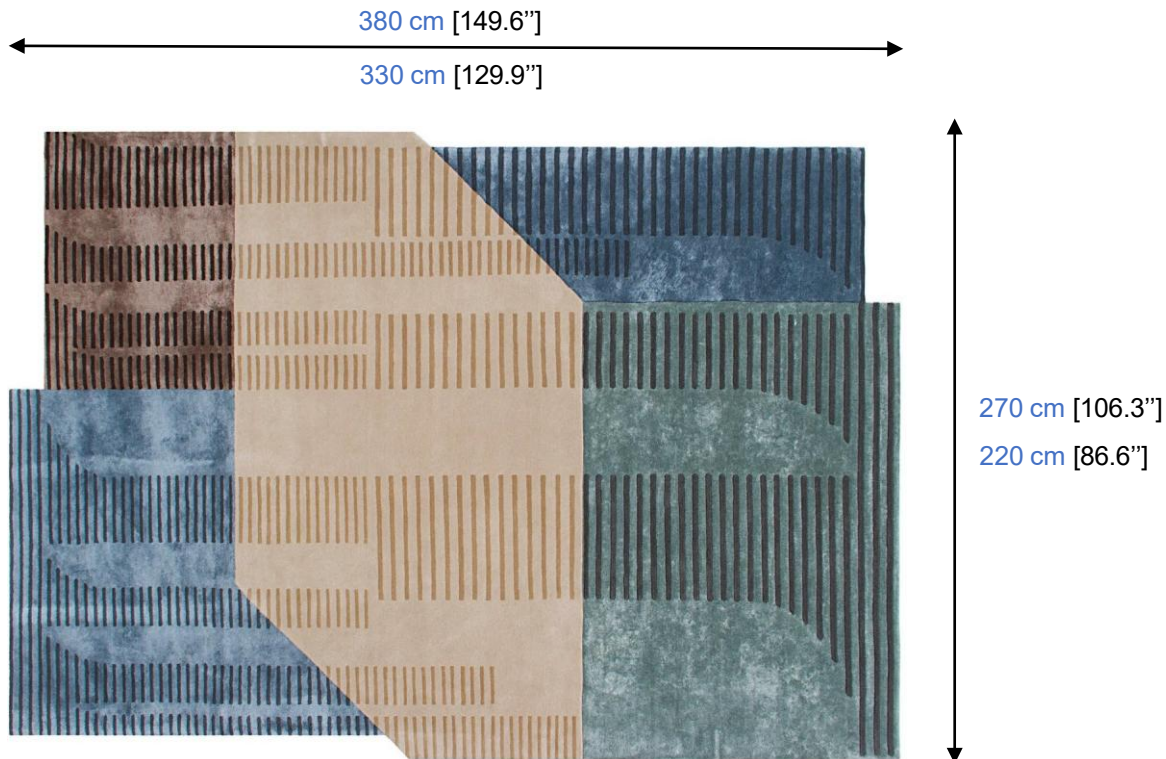 380 cm [149.6’’]
330 cm [129.9’’]
270 cm [106.3’’]
220 cm [86.6’’]